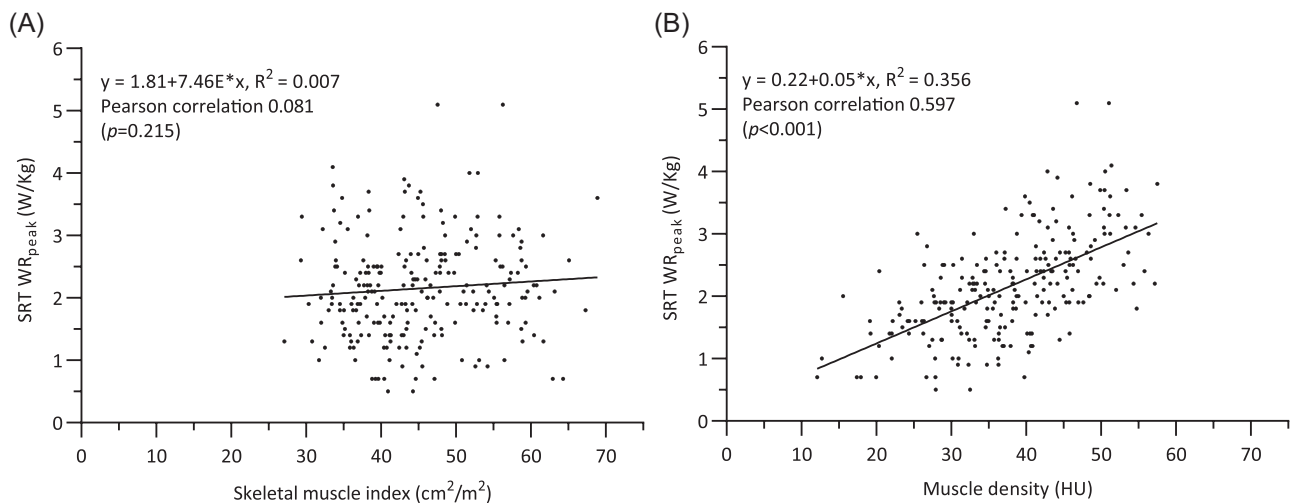 (A)
y = 1.81+7.46E*x, R² = 0.007
Pearson correlation 0.081
(p=0.215)
SRT WRpeak (W/Kg)
6
5
4
3
2
1
0
0 10 20 30 40 50 60 70
Skeletal muscle index (cm²/m²)
(B)
y = 0.22+0.05*x, R² = 0.356
Pearson correlation 0.597
(p<0.001)
SRT WRpeak (W/Kg)
6
5
4
3
2
1
0
0 10 20 30 40 50 60 70
Muscle density (HU)